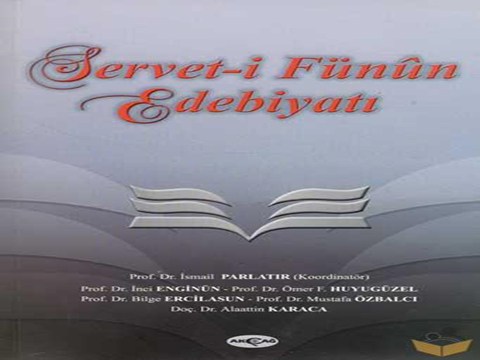 Servet-i Fünûn
Edebiyatı
Prof. Dr. İsmail PARLATIR (Koordinatör)
Prof. Dr. İnci ENGİNÜN - Prof. Dr. Ömer F. HUYUGÜZEL
Prof. Dr. Bilge ERCİLASUN - Prof. Dr. Mustafa ÖZBALCI
Doç. Dr. Alaattin KARACA
AKÇAĞ